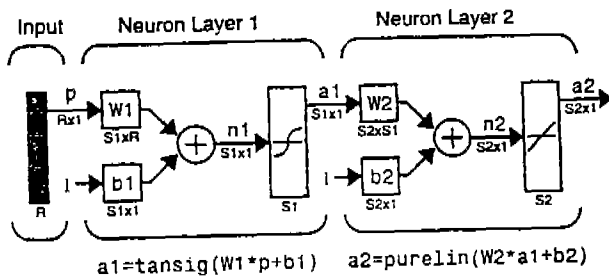 Input Neuron Layer 1 Neuron Layer 2
p a1 a2
W1 W2
Rx1 S1x1 S2x1
S1xR n1 S2xS1 n2
S1x1 S2x1
1 b1 1 b2
R S1x1 S1 S2x1 S2
a1=tansig(W1*p+b1) a2=purelin(W2*a1+b2)